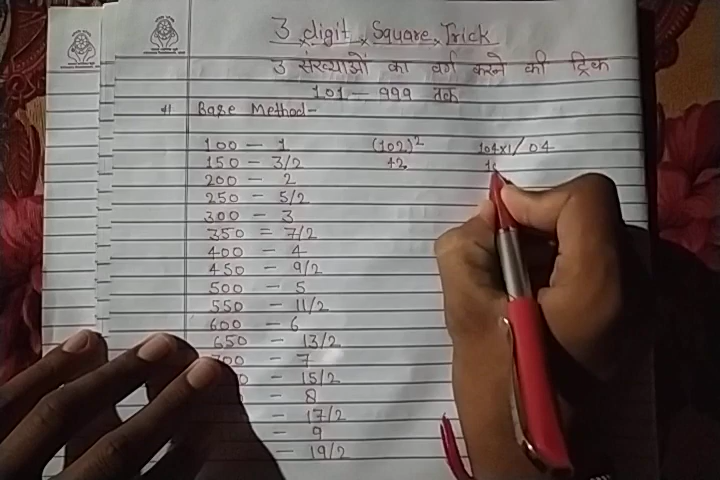 3 digit Square Trick
3 संख्याओं का वर्ग करने की ट्रिक
101 - 999 तक
Base Method-
100 - 1 (102)² 104x1/04
150 - 3/2 +2
200 - 2
250 - 5/2
300 - 3
350 = 7/2
400 - 4
450 - 9/2
500 - 5
550 - 11/2
600 - 6
650 - 13/2
700 - 7
- 15/2
- 8
- 17/2
- 9
- 19/2